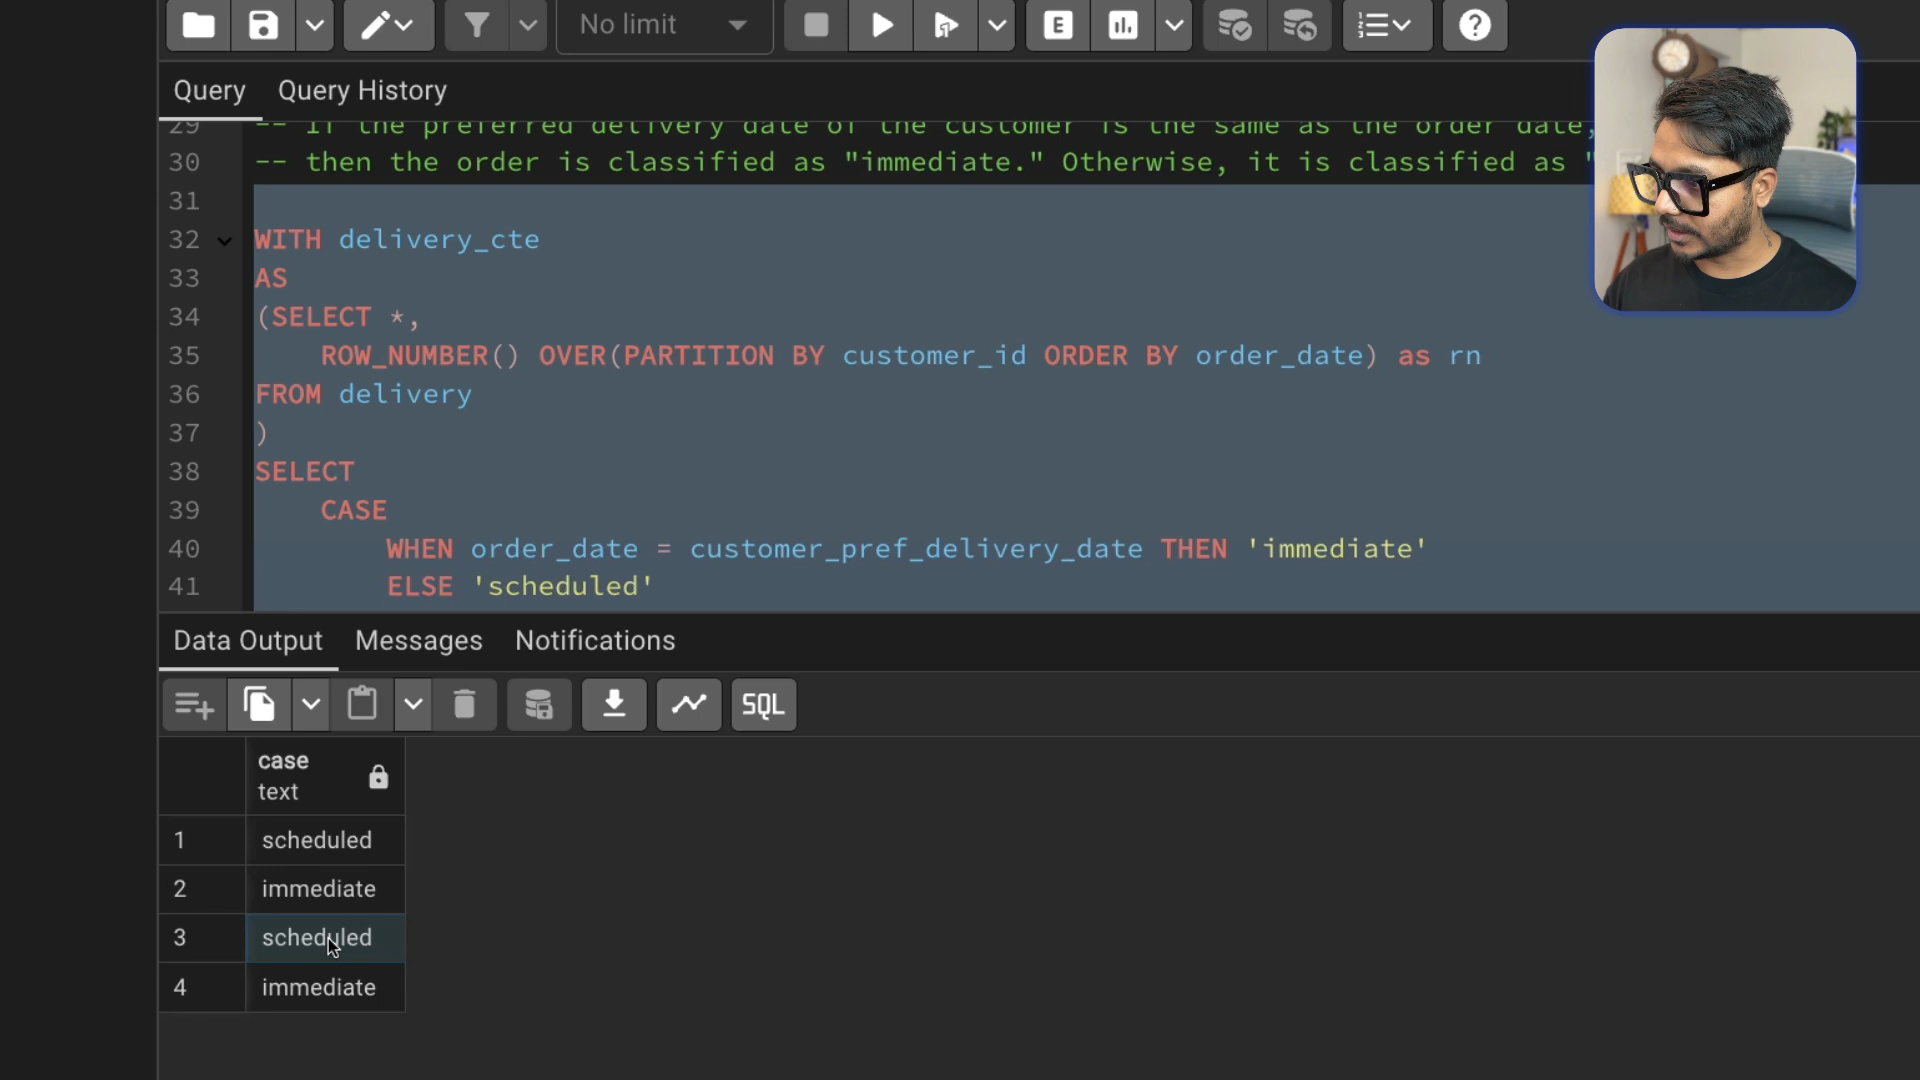 No limit
E
?
Query Query History
29 -- If the preferred delivery date of the customer is the same as the order date,
30 -- then the order is classified as "immediate." Otherwise, it is classified as "
31
32 WITH delivery_cte
33 AS
34 (SELECT *,
35 ROW_NUMBER() OVER(PARTITION BY customer_id ORDER BY order_date) as rn
36 FROM delivery
37 )
38 SELECT
39 CASE
40 WHEN order_date = customer_pref_delivery_date THEN 'immediate'
41 ELSE 'scheduled'
Data Output Messages Notifications
SQL
case
text
1 scheduled
2 immediate
3 scheduled
4 immediate